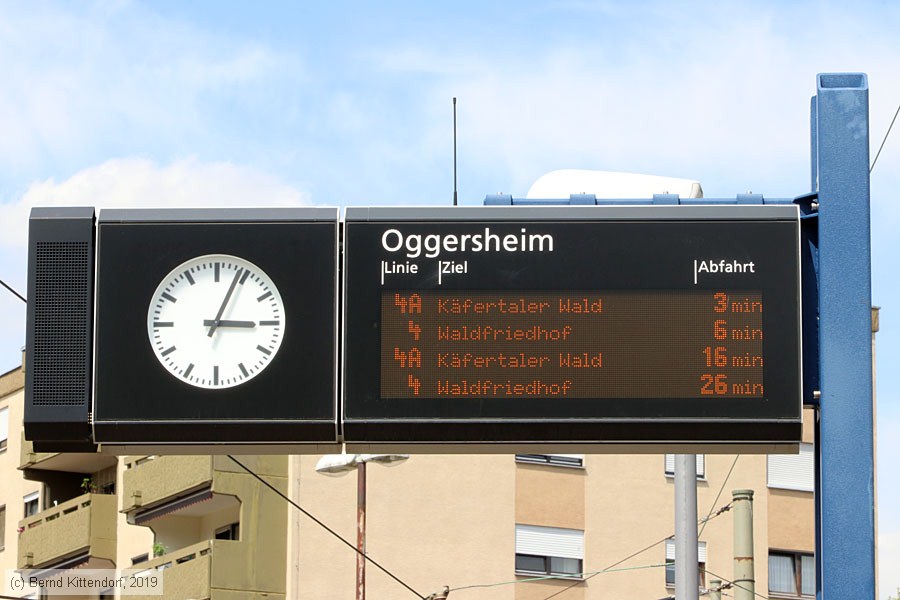 Oggersheim
Linie Ziel Abfahrt
4A Käfertaler Wald 3 min
4 Waldfriedhof 6 min
4A Käfertaler Wald 16 min
4 Waldfriedhof 26 min
(c) Bernd Kittendorf, 2019